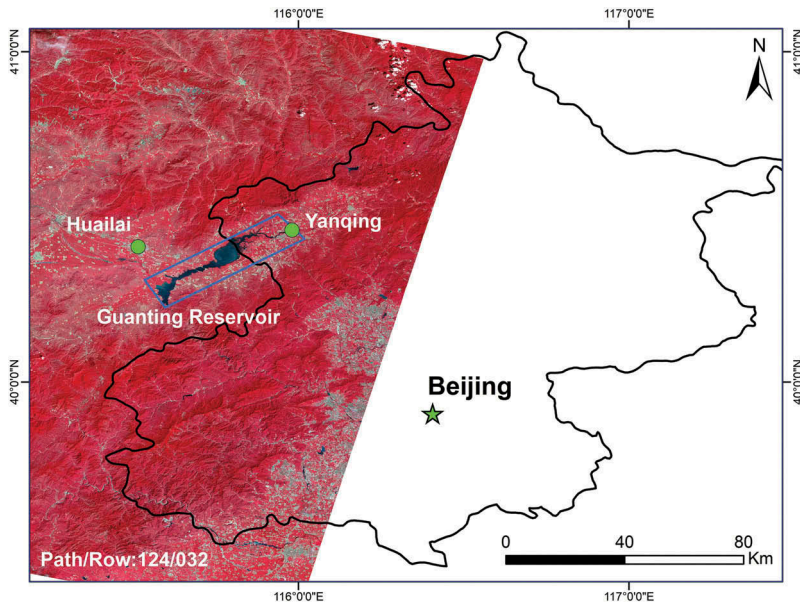 116°0'0"E
117°0'0"E
41°0'0"N
41°0'0"N
N
Huailai
Yanqing
Guanting Reservoir
40°0'0"N
40°0'0"N
Beijing
Path/Row:124/032
0
40
80
Km
116°0'0"E
117°0'0"E